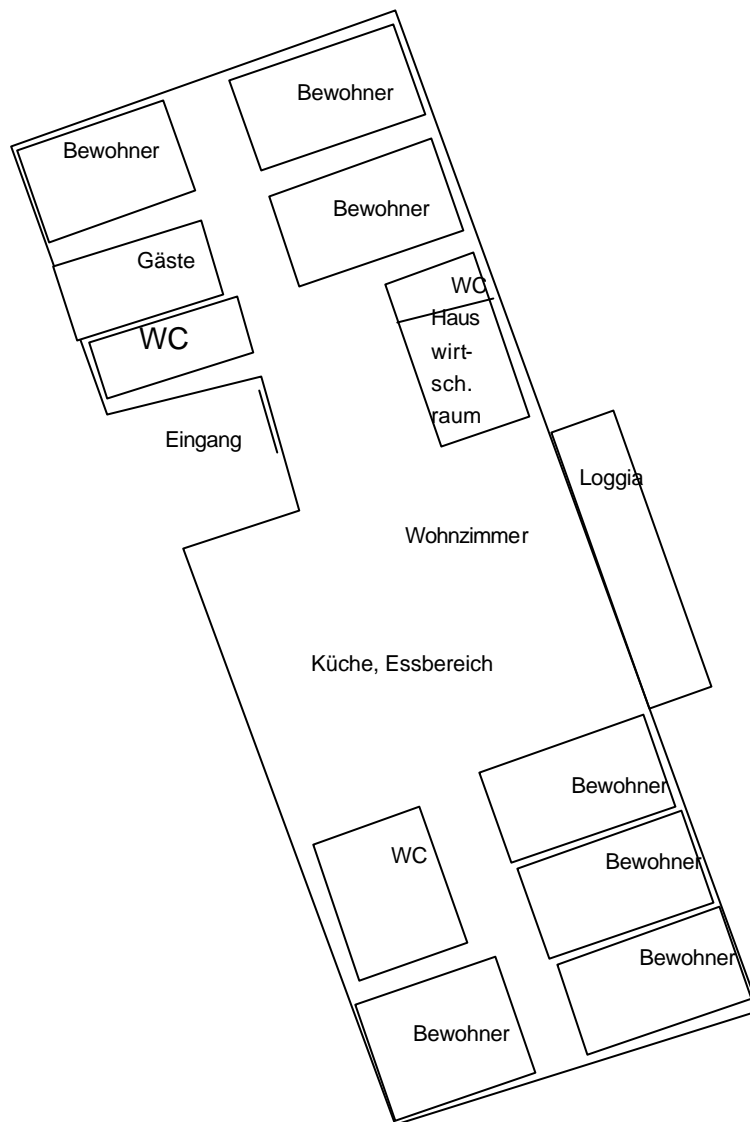 Bewohner
Bewohner
Bewohner
Gäste
WC
WC
Haus
wirt-
sch.
raum
Eingang
Loggia
Wohnzimmer
Küche, Essbereich
Bewohner
WC
Bewohner
Bewohner
Bewohner